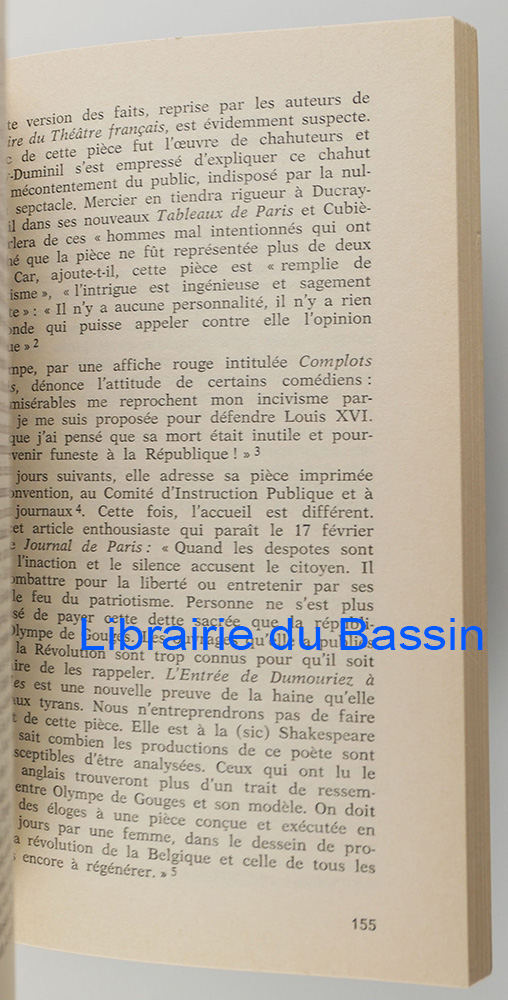 te version des faits, reprise par les auteurs de
ire du Théâtre français, est évidemment suspecte.
c de cette pièce fut l'œuvre de chahuteurs et
-Duminil s'est empressé d'expliquer ce chahut
mécontentement du public, indisposé par la nul-
sepctacle. Mercier en tiendra rigueur à Ducray-
il dans ses nouveaux Tableaux de Paris et Cubiè-
rlera de ces « hommes mal intentionnés qui ont
né que la pièce ne fût représentée plus de deux
Car, ajoute-t-il, cette pièce est « remplie de
isme », « l'intrigue est ingénieuse et sagement
te » : « Il n'y a aucune personnalité, il n'y a rien
onde qui puisse appeler contre elle l'opinion
ue » 2
mpe, par une affiche rouge intitulée Complots
s, dénonce l'attitude de certains comédiens :
misérables me reprochent mon incivisme par-
je me suis proposée pour défendre Louis XVI.
que j'ai pensé que sa mort était inutile et pour-
venir funeste à la République ! » 3
jours suivants, elle adresse sa pièce imprimée
onvention, au Comité d'Instruction Publique et à
journaux 4. Cette fois, l'accueil est différent.
et article enthousiaste qui paraît le 17 février
e Journal de Paris : « Quand les despotes sont
l'inaction et le silence accusent le citoyen. Il
ombattre pour la liberté ou entretenir par ses
le feu du patriotisme. Personne ne s'est plus
sé de payer cette dette sacrée que la républi-
Olympe de Gouges. Les ouvrages qu'elle a publiés
la Révolution sont trop connus pour qu'il soit
ire de les rappeler. L'Entrée de Dumouriez à
es est une nouvelle preuve de la haine qu'elle
aux tyrans. Nous n'entreprendrons pas de faire
t de cette pièce. Elle est à la (sic) Shakespeare
sait combien les productions de ce poète sont
sceptibles d'être analysées. Ceux qui ont lu le
anglais trouveront plus d'un trait de ressem-
entre Olympe de Gouges et son modèle. On doit
des éloges à une pièce conçue et exécutée en
jours par une femme, dans le dessein de pro-
a révolution de la Belgique et celle de tous les
s encore à régénérer. » 5
155
Librairie du Bassin